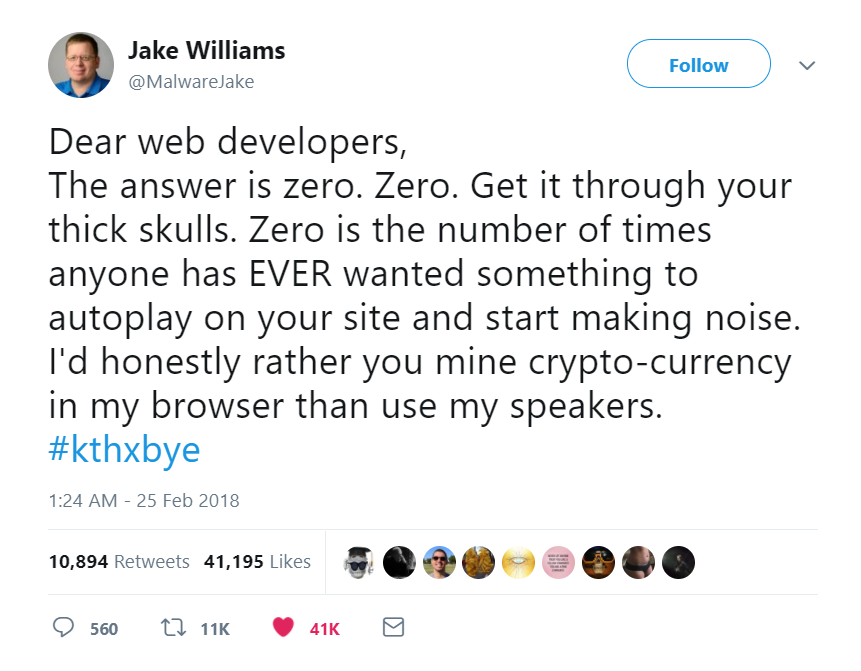 Jake Williams
@MalwareJake
Follow
Dear web developers,
The answer is zero. Zero. Get it through your
thick skulls. Zero is the number of times
anyone has EVER wanted something to
autoplay on your site and start making noise.
I'd honestly rather you mine crypto-currency
in my browser than use my speakers.
#kthxbye
1:24 AM - 25 Feb 2018
10,894 Retweets 41,195 Likes
560 11K 41K